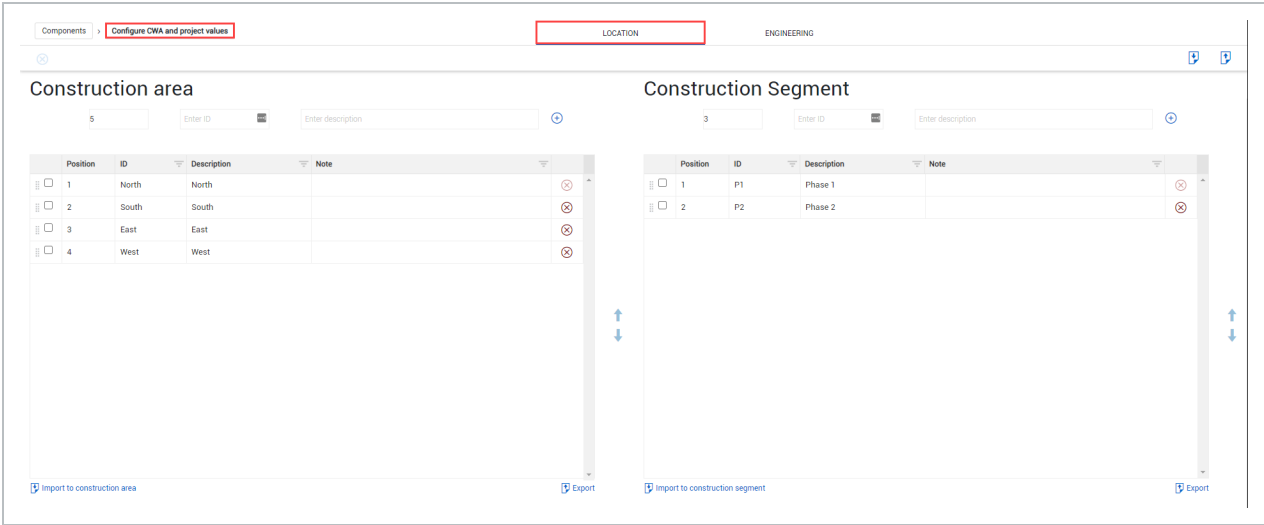 Components › Configure CWA and project values
LOCATION
ENGINEERING
Construction area
5 Enter ID Enter description
Position ID Description Note
1 North North
2 South South
3 East East
4 West West
Import to construction area Export
Construction Segment
3 Enter ID Enter description
Position ID Description Note
1 P1 Phase 1
2 P2 Phase 2
Import to construction segment Export